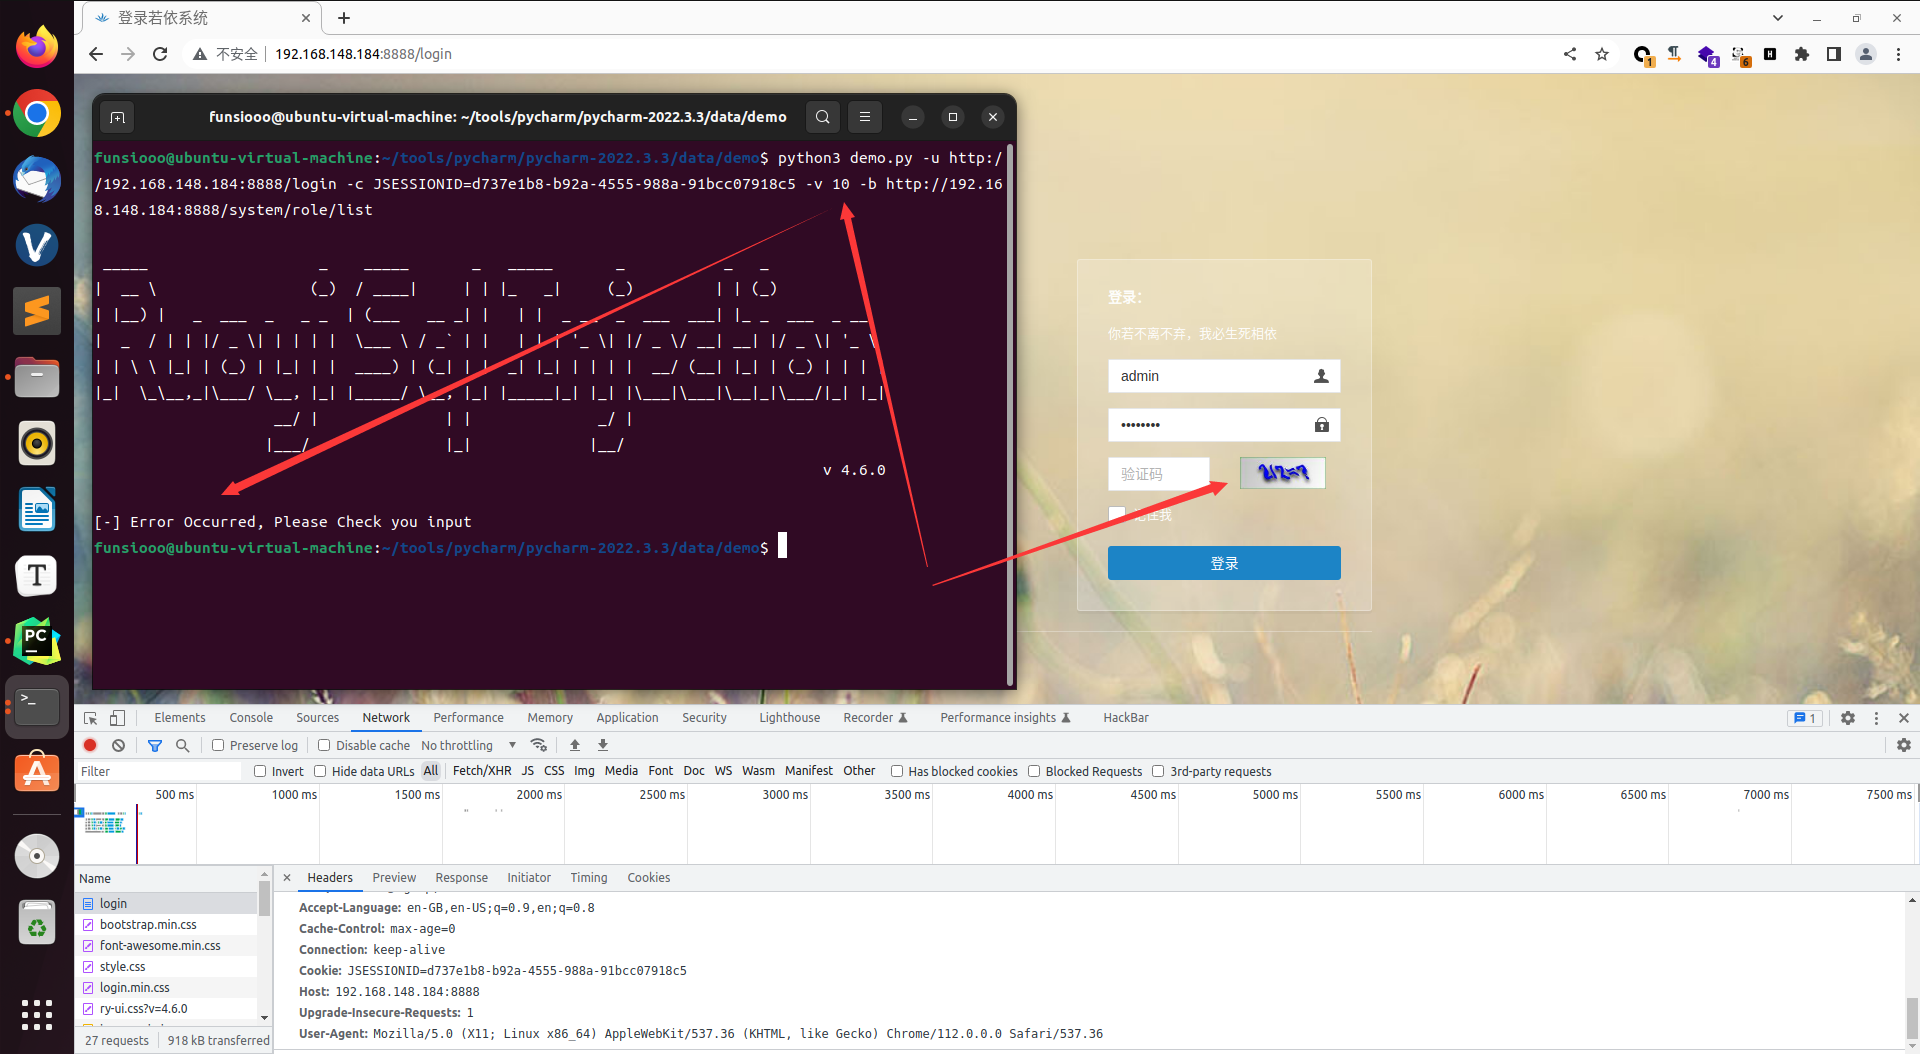 登录若依系统
不安全
192.168.148.184:8888/login
1
4
6
funsiooo@ubuntu-virtual-machine: ~/tools/pycharm/pycharm-2022.3.3/data/demo
funsiooo@ubuntu-virtual-machine:~/tools/pycharm/pycharm-2022.3.3/data/demo$ python3 demo.py -u http:/
/192.168.148.184:8888/login -c JSESSIONID=d737e1b8-b92a-4555-988a-91bcc07918c5 -v 10 -b http://192.16
8.148.184:8888/system/role/list
v 4.6.0
[-] Error Occurred, Please Check you input
funsiooo@ubuntu-virtual-machine:~/tools/pycharm/pycharm-2022.3.3/data/demo$
登录：
你若不离不弃，我必生死相依
admin
••••••••
验证码
记住我
登录
Elements Console Sources Network Performance Memory Application Security Lighthouse Recorder Performance insights HackBar 1
Preserve log Disable cache No throttling
Filter Invert Hide data URLs All Fetch/XHR JS CSS Img Media Font Doc WS Wasm Manifest Other Has blocked cookies Blocked Requests 3rd-party requests
500 ms 1000 ms 1500 ms 2000 ms 2500 ms 3000 ms 3500 ms 4000 ms 4500 ms 5000 ms 5500 ms 6000 ms 6500 ms 7000 ms 7500 ms
Name
login
bootstrap.min.css
font-awesome.min.css
style.css
login.min.css
ry-ui.css?v=4.6.0
27 requests 918 kB transferred
Headers Preview Response Initiator Timing Cookies
Accept-Language: en-GB,en-US;q=0.9,en;q=0.8
Cache-Control: max-age=0
Connection: keep-alive
Cookie: JSESSIONID=d737e1b8-b92a-4555-988a-91bcc07918c5
Host: 192.168.148.184:8888
Upgrade-Insecure-Requests: 1
User-Agent: Mozilla/5.0 (X11; Linux x86_64) AppleWebKit/537.36 (KHTML, like Gecko) Chrome/112.0.0.0 Safari/537.36